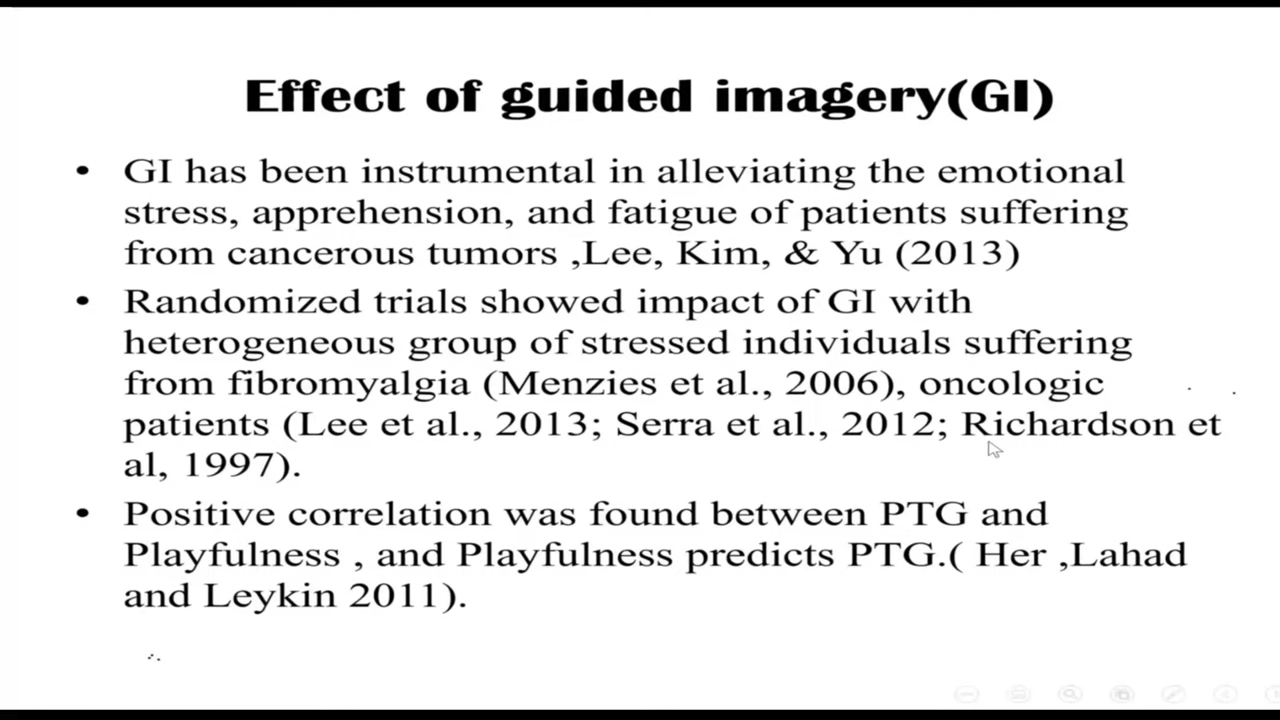 Effect of guided imagery(GI)
• GI has been instrumental in alleviating the emotional
stress, apprehension, and fatigue of patients suffering
from cancerous tumors ,Lee, Kim, & Yu (2013)
• Randomized trials showed impact of GI with
heterogeneous group of stressed individuals suffering
from fibromyalgia (Menzies et al., 2006), oncologic
patients (Lee et al., 2013; Serra et al., 2012; Richardson et
al, 1997).
• Positive correlation was found between PTG and
Playfulness , and Playfulness predicts PTG.( Her ,Lahad
and Leykin 2011).